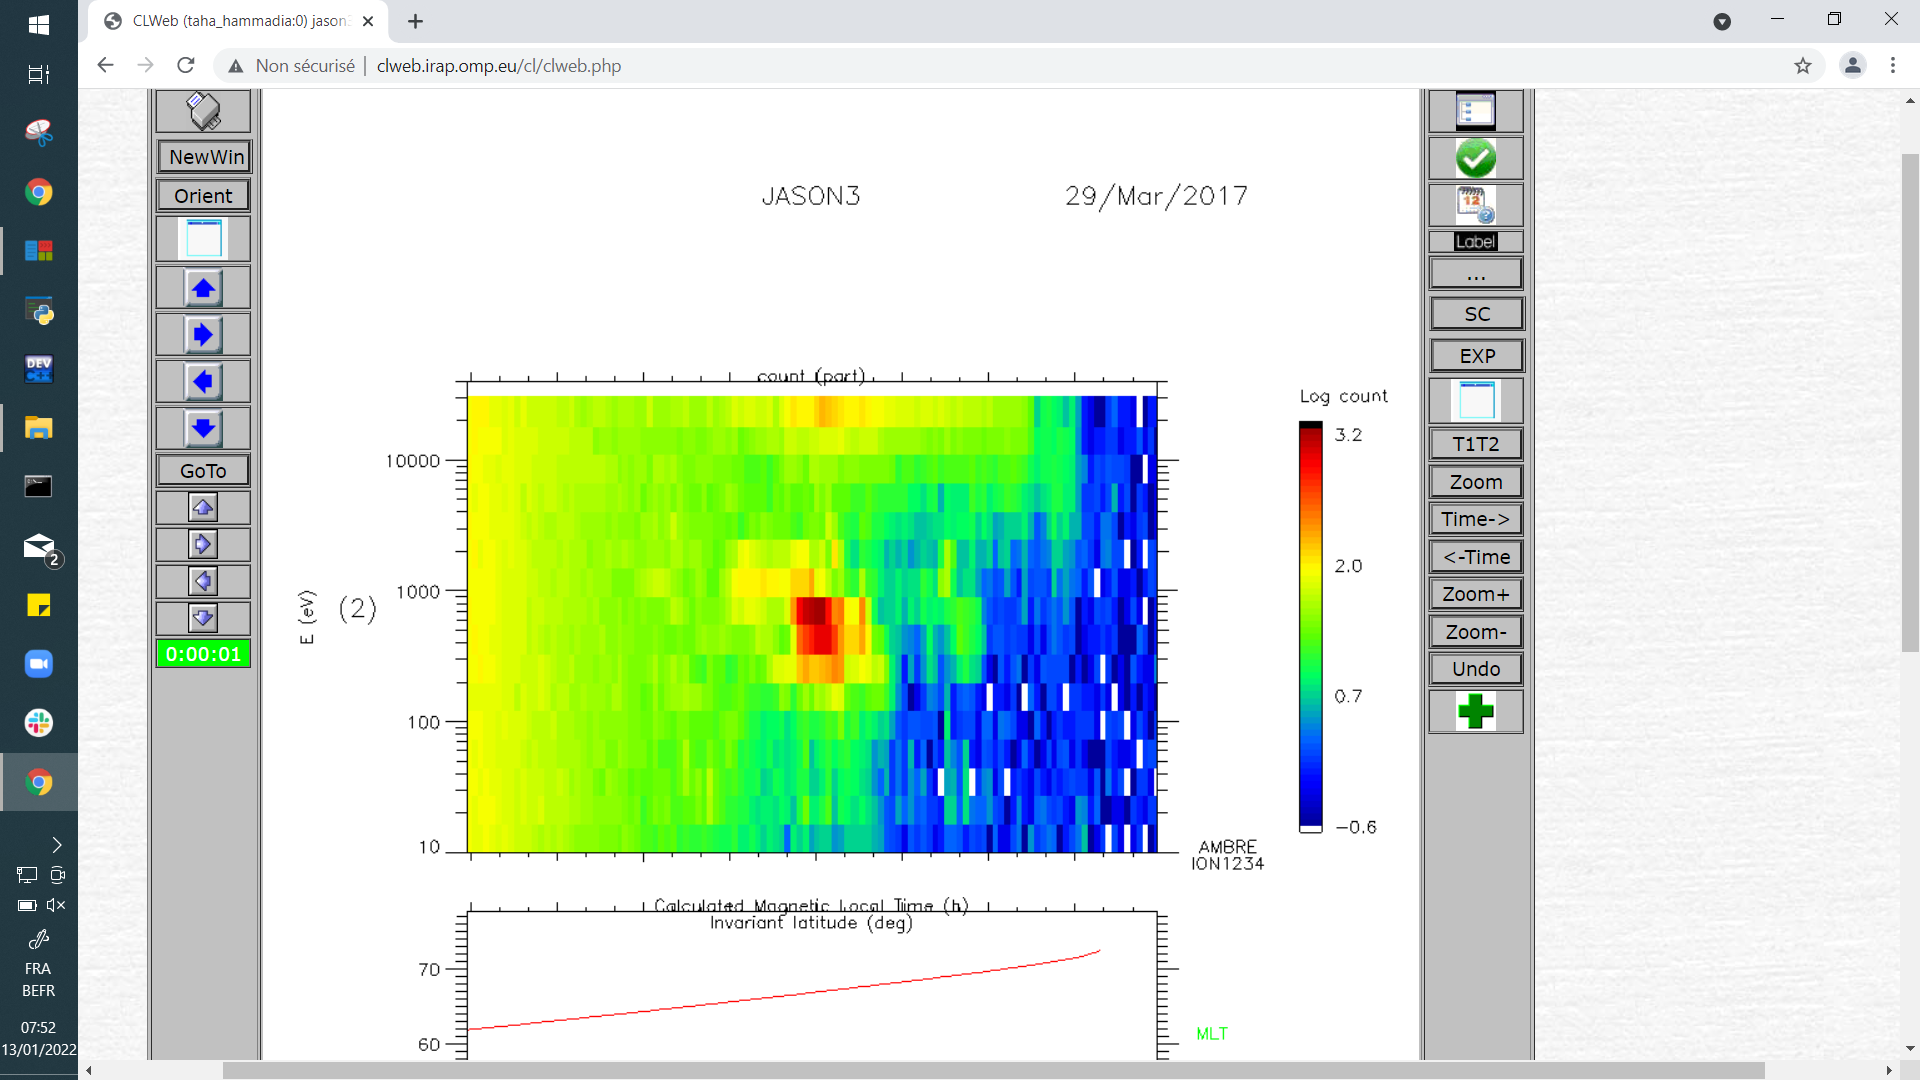 CLWeb (taha_hammadia:0) jason3
Non sécurisé
clweb.irap.omp.eu/cl/clweb.php
NewWin
Orient
GoTo
0:00:01
JASON3
29/Mar/2017
count (part)
E (eV)
(2)
10000
1000
100
10
Log count
3.2
2.0
0.7
−0.6
AMBRE
ION1234
Calculated Magnetic Local Time (h)
Invariant latitude (deg)
70
60
MLT
12
Label
...
SC
EXP
T1T2
Zoom
Time->
<-Time
Zoom+
Zoom-
Undo
DEV
C++
2
FRA
BEFR
07:52
13/01/2022